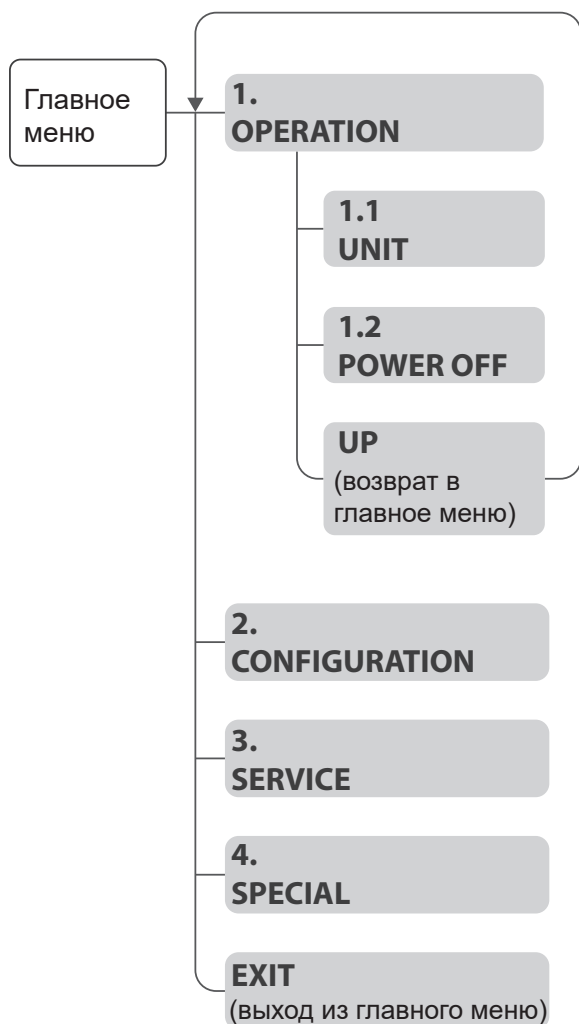 Главное
меню
1.
OPERATION
1.1
UNIT
1.2
POWER OFF
UP
(возврат в
главное меню)
2.
CONFIGURATION
3.
SERVICE
4.
SPECIAL
EXIT
(выход из главного меню)